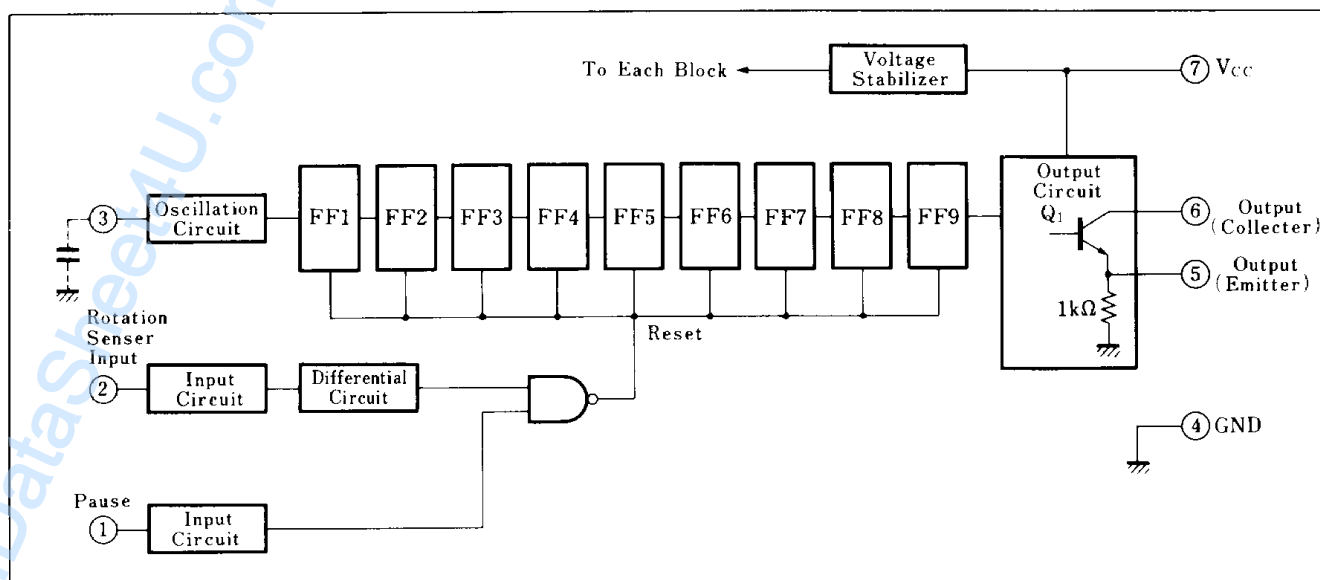 To Each Block
Voltage
Stabilizer
⑦ VCC
③
Oscillation
Circuit
FF1
FF2
FF3
FF4
FF5
FF6
FF7
FF8
FF9
Output
Circuit
Q1
1kΩ
⑥ Output
(Collecter)
⑤ Output
(Emitter)
Reset
Rotation
Senser
Input
②
Input
Circuit
Differential
Circuit
④ GND
Pause
①
Input
Circuit
DataSheet4U.com